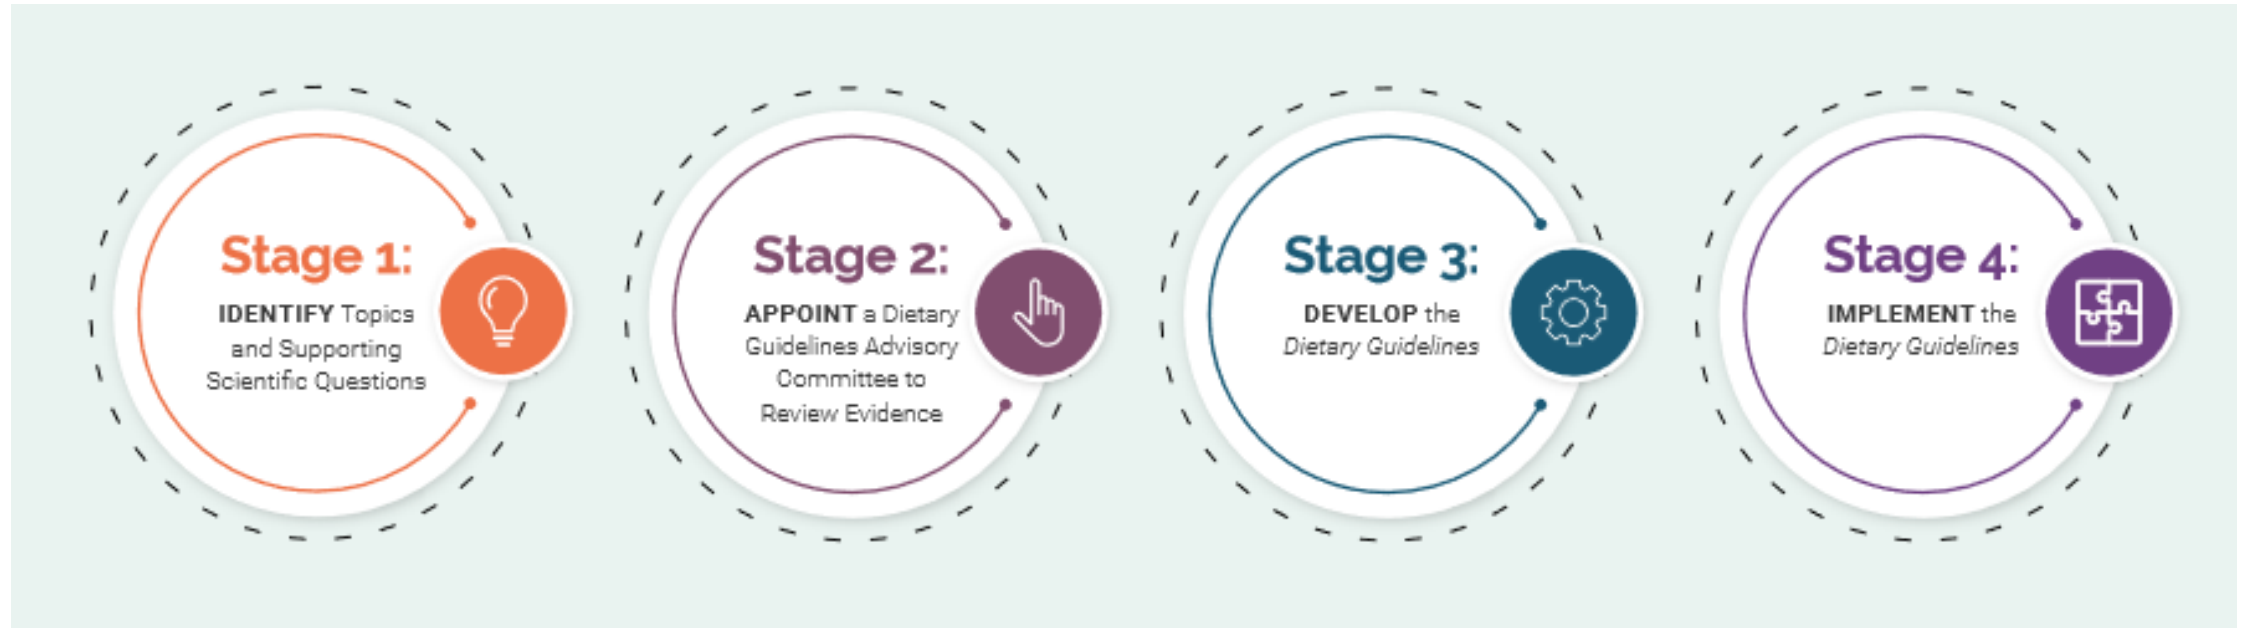 Stage 1:
IDENTIFY Topics
and Supporting
Scientific Questions
Stage 2:
APPOINT a Dietary
Guidelines Advisory
Committee to
Review Evidence
Stage 3:
DEVELOP the
Dietary Guidelines
Stage 4:
IMPLEMENT the
Dietary Guidelines